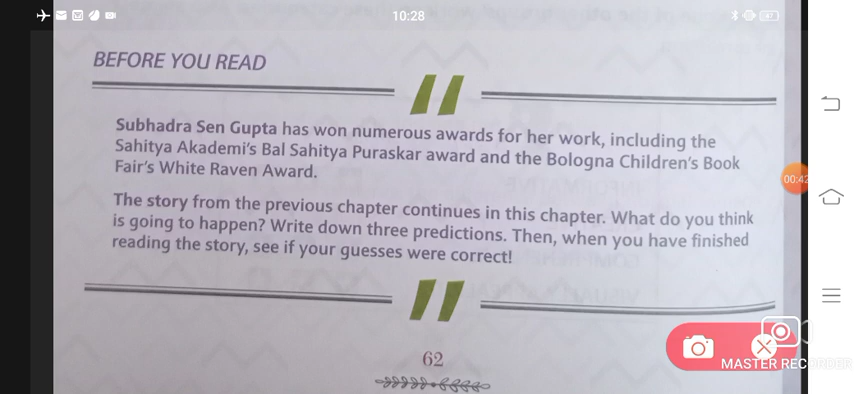 10:28
47
BEFORE YOU READ
Subhadra Sen Gupta has won numerous awards for her work, including the
Sahitya Akademi's Bal Sahitya Puraskar award and the Bologna Children's Book
Fair's White Raven Award.
00:42
The story from the previous chapter continues in this chapter. What do you think
is going to happen? Write down three predictions. Then, when you have finished
reading the story, see if your guesses were correct!
62
MASTER RECORDER